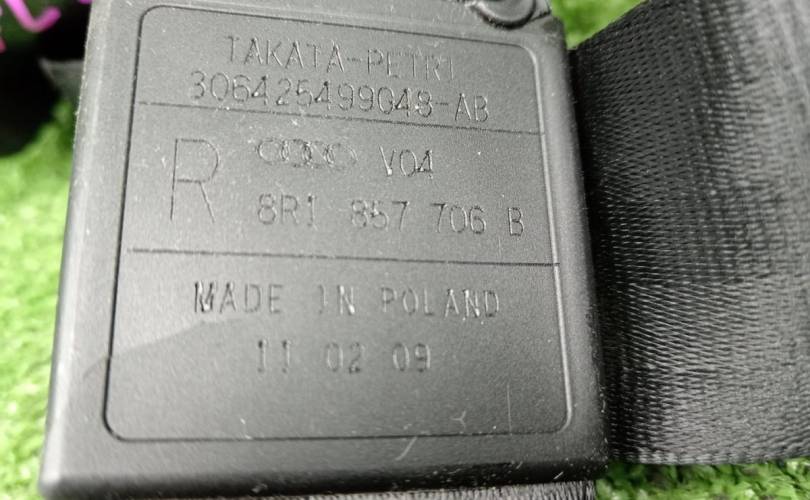 TAKATA-PETRI
306425499048-AB
R V04
8R1 857 706 B
MADE IN POLAND
11 02 09